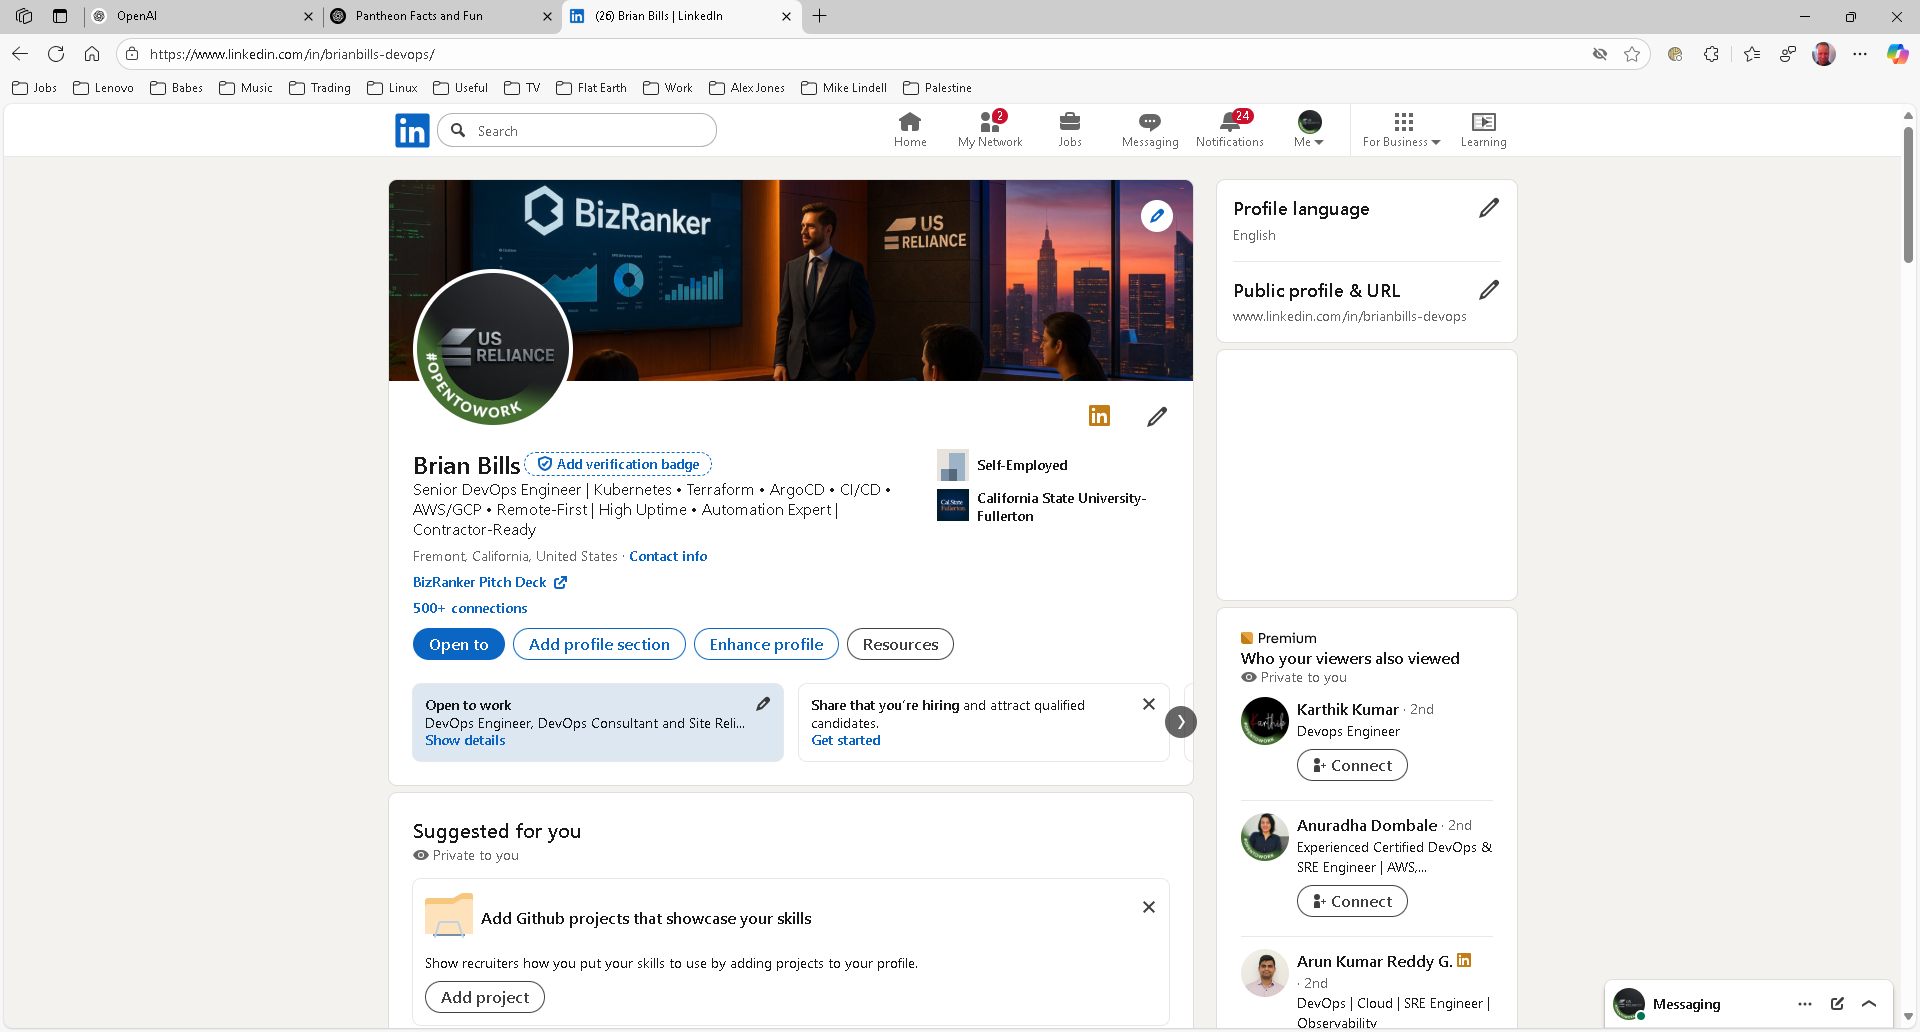 OpenAI
Pantheon Facts and Fun
(26) Brian Bills | LinkedIn
https://www.linkedin.com/in/brianbills-devops/
Jobs
Lenovo
Babes
Music
Trading
Linux
Useful
TV
Flat Earth
Work
Alex Jones
Mike Lindell
Palestine
in
Search
Home
2
My Network
Jobs
Messaging
24
Notifications
Me
For Business
Learning
BizRanker
US
RELIANCE
US
RELIANCE
#OPENTOWORK
in
Brian Bills
Add verification badge
Senior DevOps Engineer | Kubernetes • Terraform • ArgoCD • CI/CD •
AWS/GCP • Remote-First | High Uptime • Automation Expert |
Contractor-Ready
Fremont, California, United States · Contact info
BizRanker Pitch Deck
500+ connections
Self-Employed
Cal State
Fullerton
California State University-
Fullerton
Open to
Add profile section
Enhance profile
Resources
Open to work
DevOps Engineer, DevOps Consultant and Site Reli...
Show details
Share that you're hiring and attract qualified
candidates.
Get started
Suggested for you
Private to you
Add Github projects that showcase your skills
Show recruiters how you put your skills to use by adding projects to your profile.
Add project
Profile language
English
Public profile & URL
www.linkedin.com/in/brianbills-devops
Premium
Who your viewers also viewed
Private to you
Karthik
Karthik Kumar · 2nd
Devops Engineer
Connect
Anuradha Dombale · 2nd
Experienced Certified DevOps &
SRE Engineer | AWS,...
Connect
Arun Kumar Reddy G. in
· 2nd
DevOps | Cloud | SRE Engineer |
Observability
Messaging